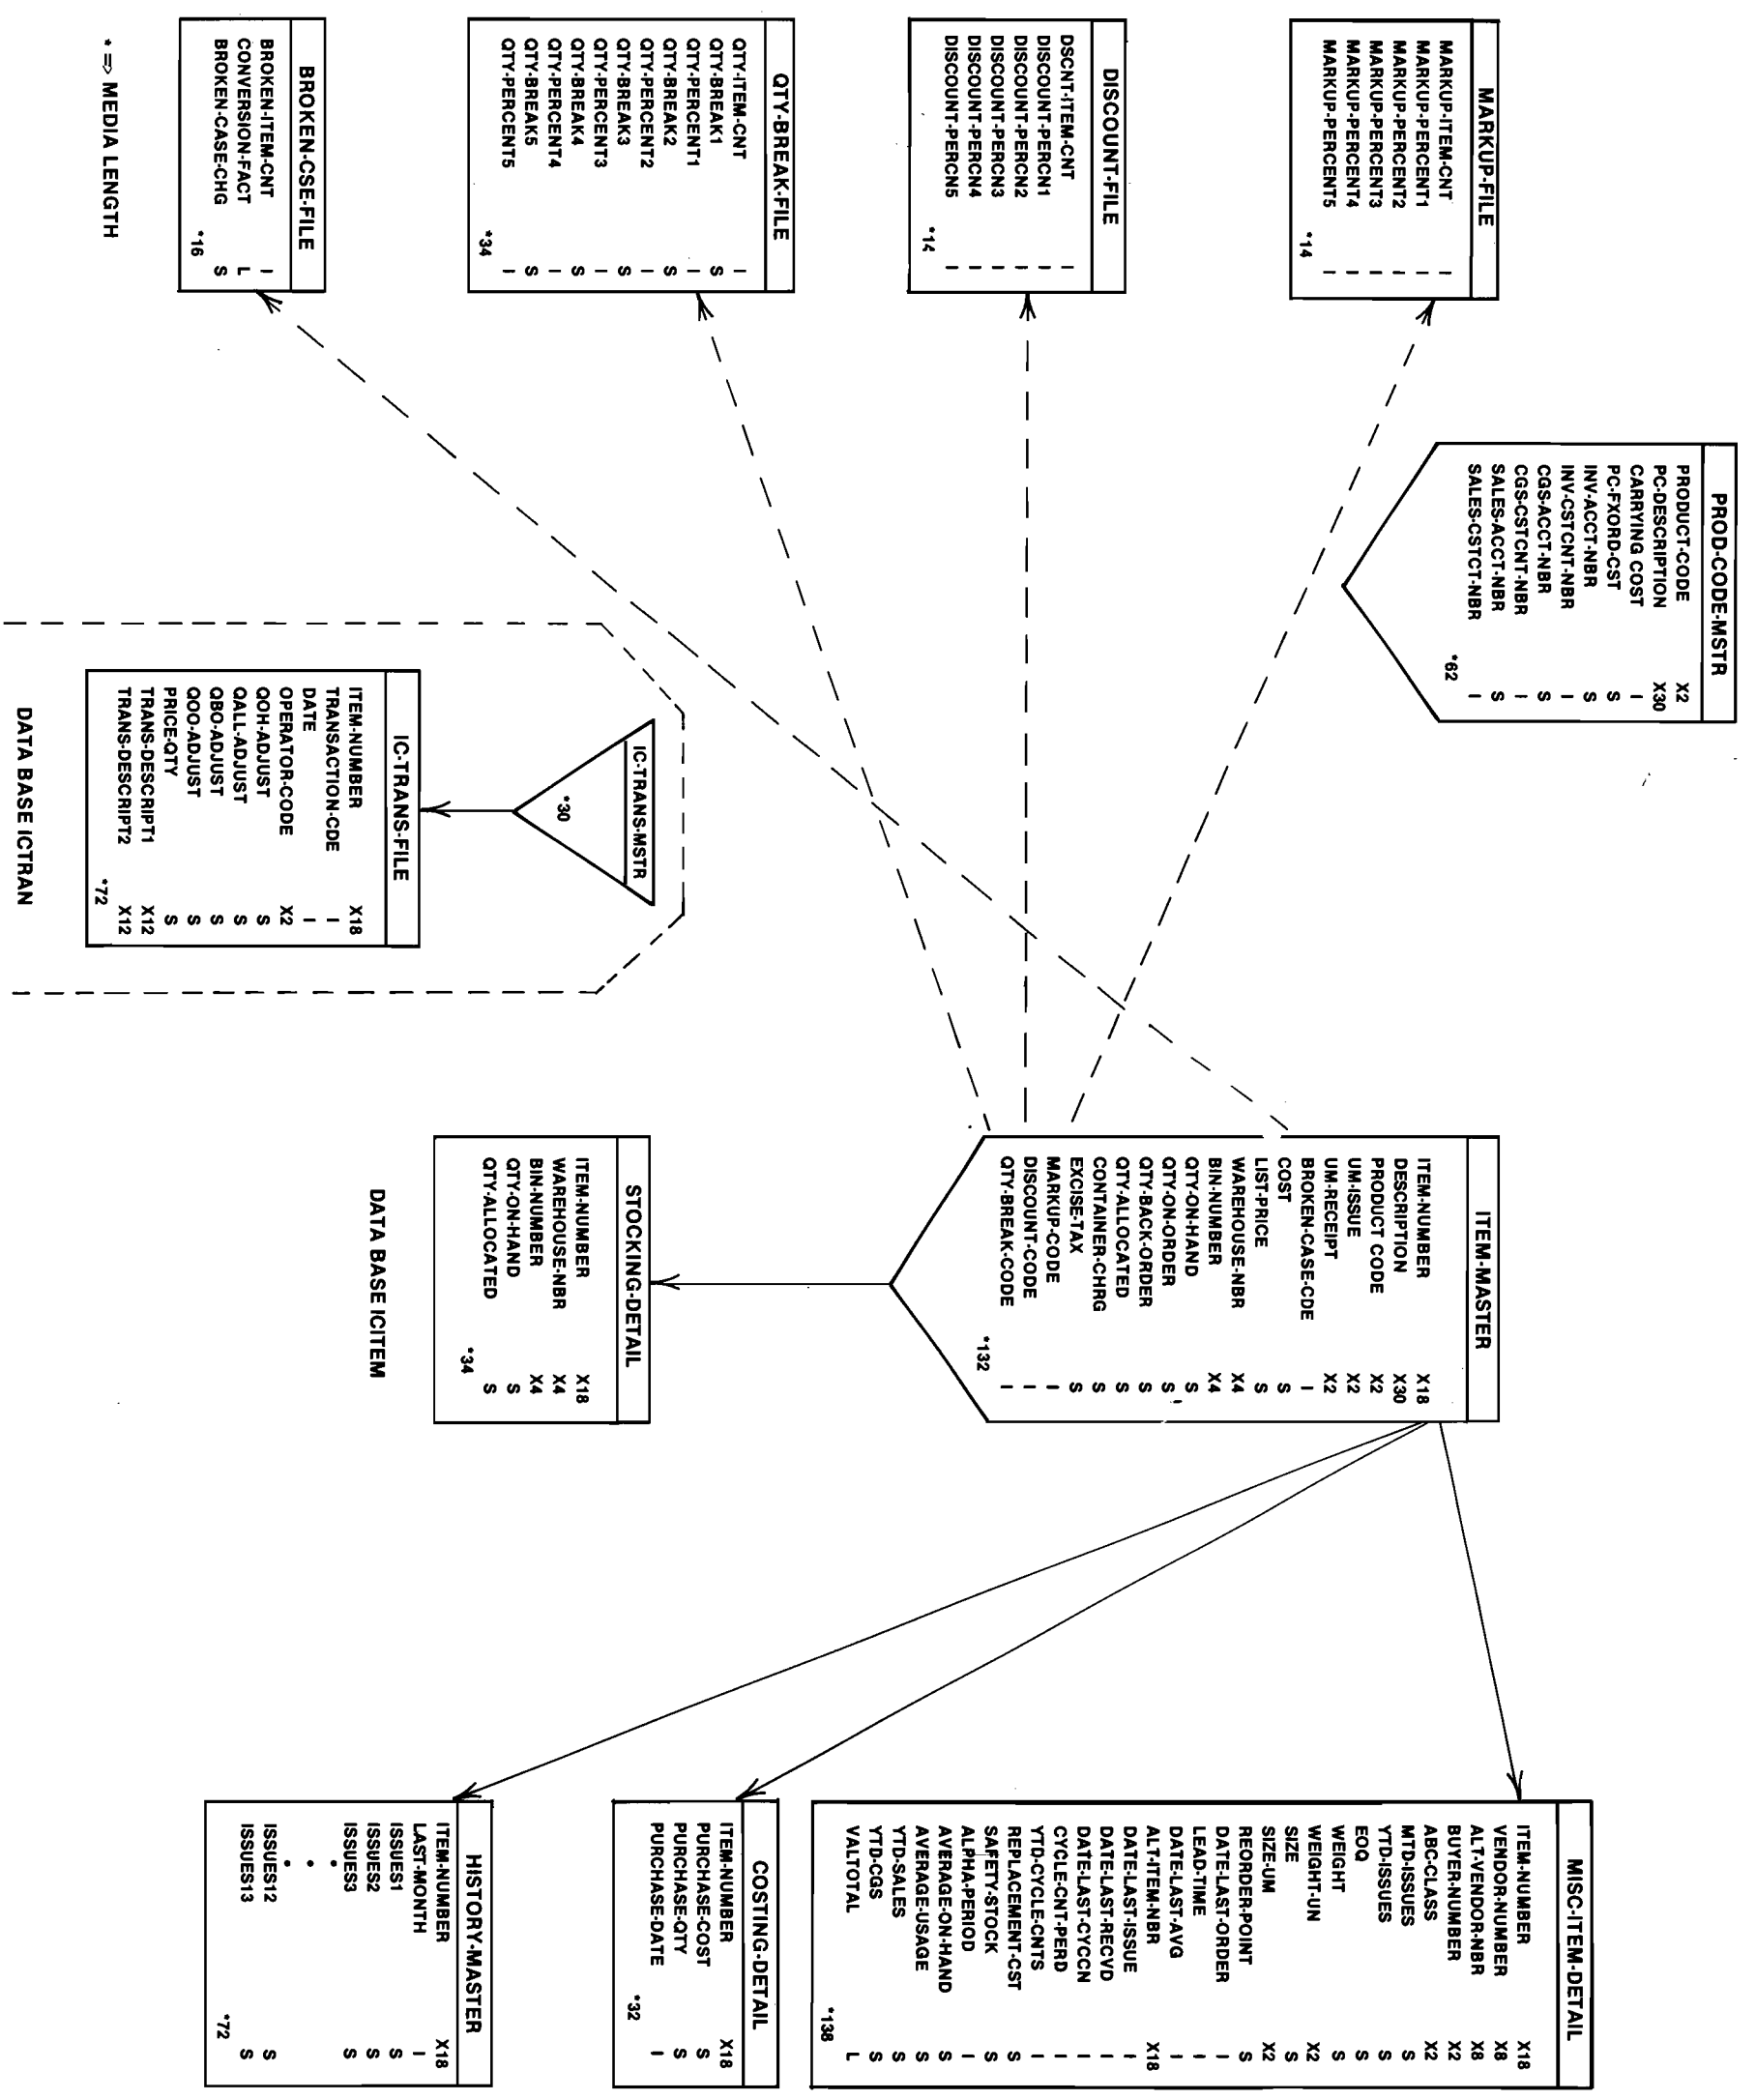 MARKUP-FILE
MARKUP-ITEM-CNT I
MARKUP-PERCENT1 I
MARKUP-PERCENT2 I
MARKUP-PERCENT3 I
MARKUP-PERCENT4 I
MARKUP-PERCENT5 I
*14
DISCOUNT-FILE
DSCNT-ITEM-CNT I
DISCOUNT-PERCN1 I
DISCOUNT-PERCN2 I
DISCOUNT-PERCN3 I
DISCOUNT-PERCN4 I
DISCOUNT-PERCN5 I
*14
QTY-BREAK-FILE
QTY-ITEM-CNT I
QTY-BREAK1 S
QTY-PERCENT1 I
QTY-BREAK2 S
QTY-PERCENT2 I
QTY-BREAK3 S
QTY-PERCENT3 I
QTY-BREAK4 S
QTY-PERCENT4 I
QTY-BREAK5 S
QTY-PERCENT5 I
*34
BROKEN-CSE-FILE
BROKEN-ITEM-CNT I
CONVERSION-FACT L
BROKEN-CASE-CHG S
*16
* => MEDIA LENGTH
PROD-CODE-MSTR
PRODUCT-CODE X2
PC-DESCRIPTION X30
CARRYING COST I
PC-FXORD-CST S
INV-ACCT-NBR S
INV-CSTCNT-NBR I
CGS-ACCT-NBR S
CGS-CSTCNT-NBR I
SALES-ACCT-NBR S
SALES-CSTCT-NBR I
*62
IC-TRANS-MSTR
*30
IC-TRANS-FILE
ITEM-NUMBER X18
TRANSACTION-CDE I
DATE I
OPERATOR-CODE X2
QOH-ADJUST S
QALL-ADJUST S
QBO-ADJUST S
QOO-ADJUST S
PRICE-QTY S
TRANS-DESCRIPT1 X12
TRANS-DESCRIPT2 X12
*72
DATA BASE ICTRAN
ITEM-MASTER
ITEM-NUMBER X18
DESCRIPTION X30
PRODUCT CODE X2
UM-ISSUE X2
UM-RECEIPT X2
BROKEN-CASE-CDE I
COST S
LIST-PRICE S
WAREHOUSE-NBR X4
BIN-NUMBER X4
QTY-ON-HAND S
QTY-ON-ORDER S
QTY-BACK-ORDER S
QTY-ALLOCATED S
CONTAINER-CHRG S
EXCISE-TAX S
MARKUP-CODE I
DISCOUNT-CODE I
QTY-BREAK-CODE I
*132
STOCKING-DETAIL
ITEM-NUMBER X18
WAREHOUSE-NBR X4
BIN-NUMBER X4
QTY-ON-HAND S
QTY-ALLOCATED S
*34
DATA BASE ICITEM
MISC-ITEM-DETAIL
ITEM-NUMBER X18
VENDOR-NUMBER X8
ALT-VENDOR-NBR X8
BUYER-NUMBER X2
ABC-CLASS X2
MTD-ISSUES S
YTD-ISSUES S
EOQ S
WEIGHT S
WEIGHT-UN X2
SIZE S
SIZE-UM X2
REORDER-POINT S
DATE-LAST-ORDER I
LEAD-TIME I
DATE-LAST-AVG I
ALT-ITEM-NBR X18
DATE-LAST-ISSUE I
DATE-LAST-RECVD I
DATE-LAST-CYCCN I
CYCLE-CNT-PERD I
YTD-CYCLE-CNTS I
REPLACEMENT-CST S
SAFETY-STOCK S
ALPHA-PERIOD I
AVERAGE-ON-HAND S
AVERAGE-USAGE S
YTD-SALES S
YTD-CGS S
VALTOTAL L
*138
COSTING-DETAIL
ITEM-NUMBER X18
PURCHASE-COST S
PURCHASE-QTY S
PURCHASE-DATE I
*32
HISTORY-MASTER
ITEM-NUMBER X18
LAST-MONTH I
ISSUES1 S
ISSUES2 S
ISSUES3 S
•
•
•
ISSUES12 S
ISSUES13 S
*72